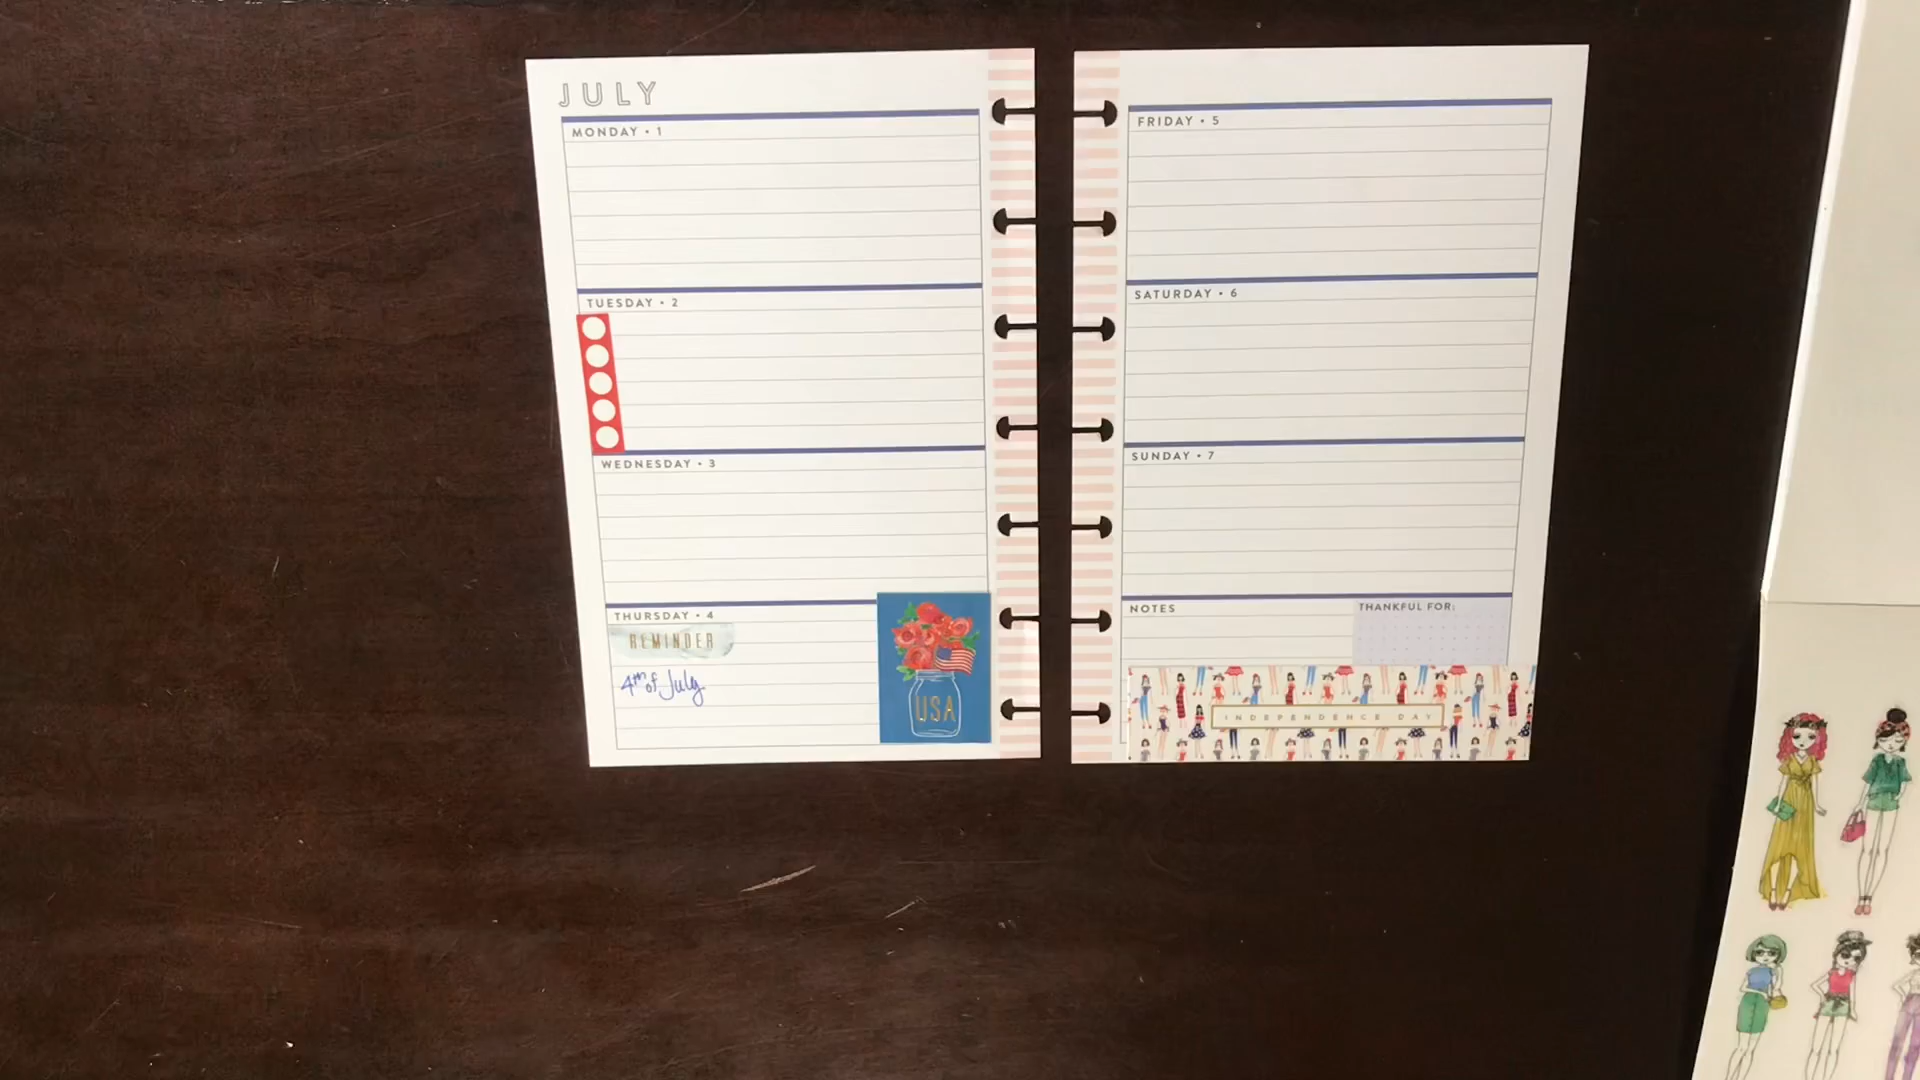 JULY
MONDAY • 1
TUESDAY • 2
WEDNESDAY • 3
THURSDAY • 4
REMINDER
4th of July
USA
FRIDAY • 5
SATURDAY • 6
SUNDAY • 7
NOTES
THANKFUL FOR:
INDEPENDENCE DAY